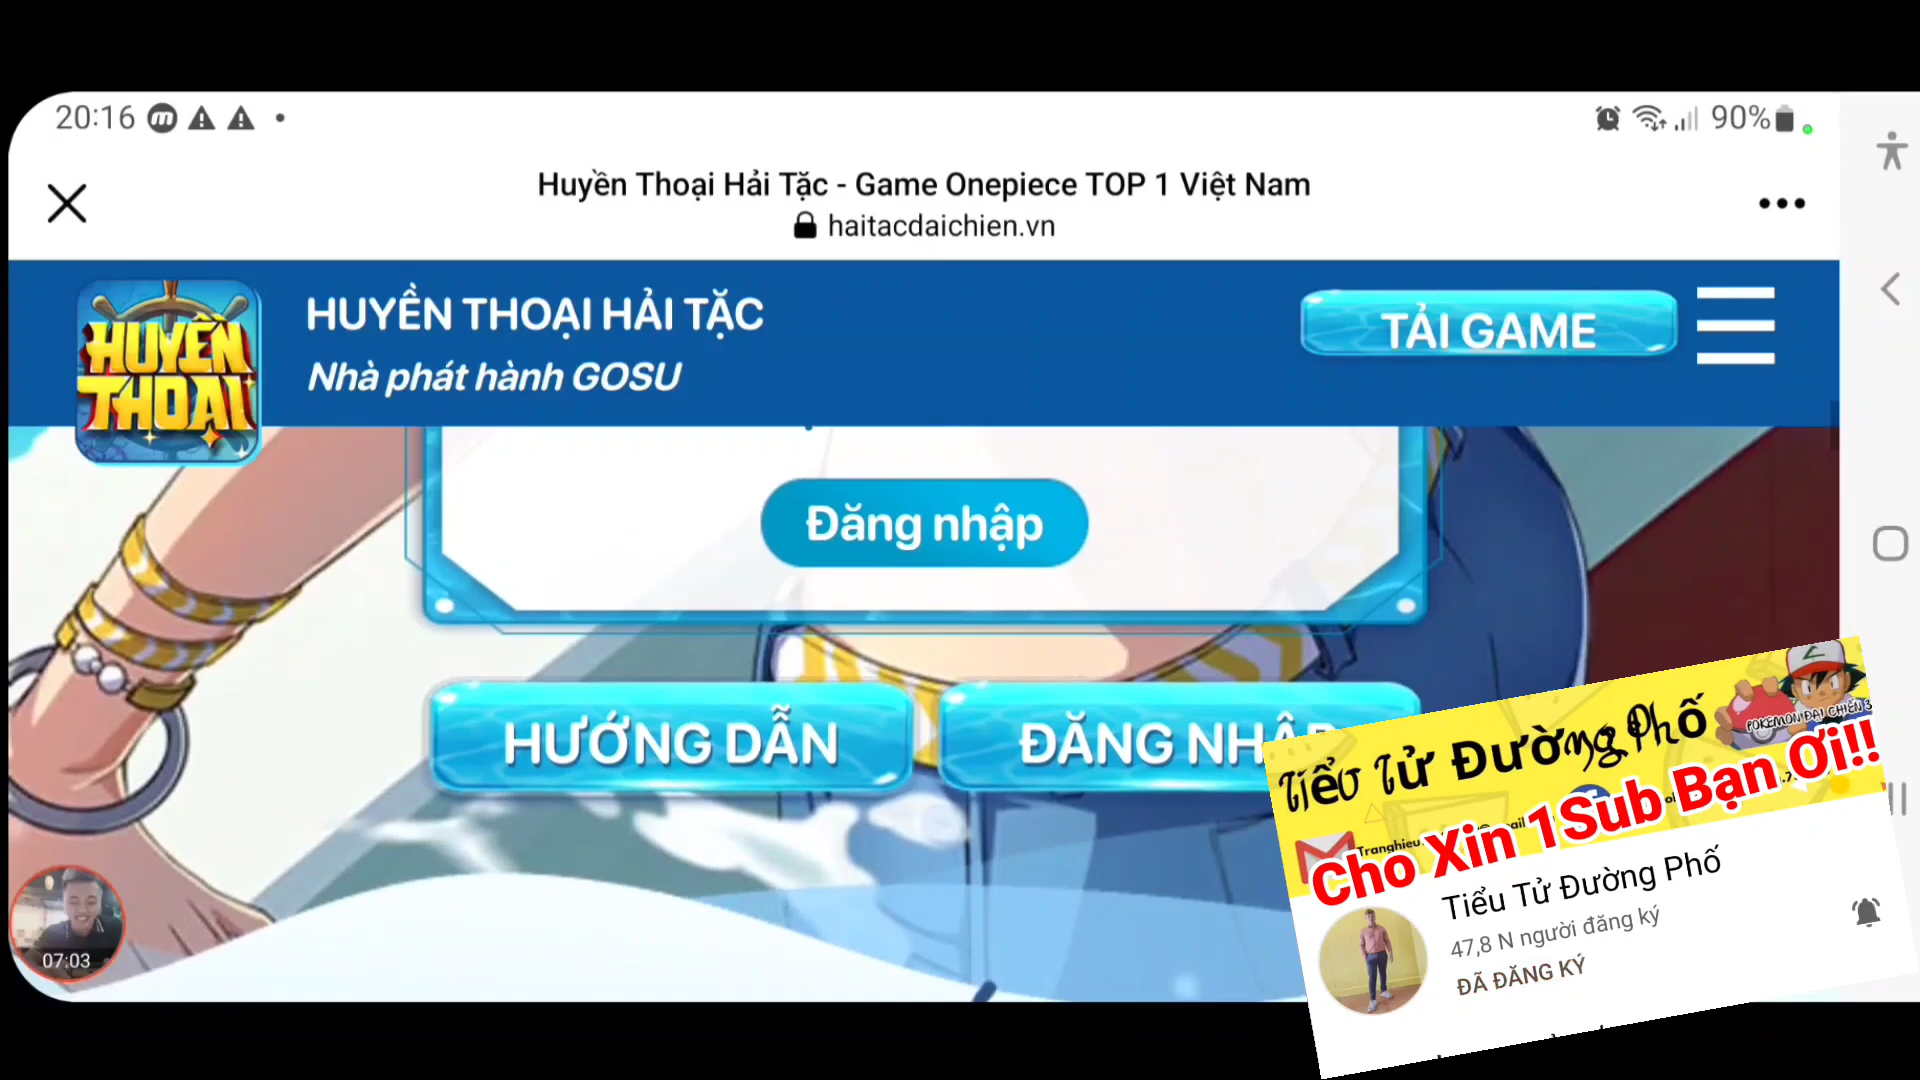 20:16
90%
Huyền Thoại Hải Tặc - Game Onepiece TOP 1 Việt Nam
haitacdaichien.vn
HUYỀN THOẠI
HUYỀN THOẠI HẢI TẶC
Nhà phát hành GOSU
TẢI GAME
Đăng nhập
HƯỚNG DẪN
ĐĂNG NHẬP
Tiểu Tử Đường Phố
POKEMON ĐẠI CHIẾN 3
Cho Xin 1Sub Bạn Ơi!!
Tiểu Tử Đường Phố
47,8 N người đăng ký
ĐÃ ĐĂNG KÝ
07:03